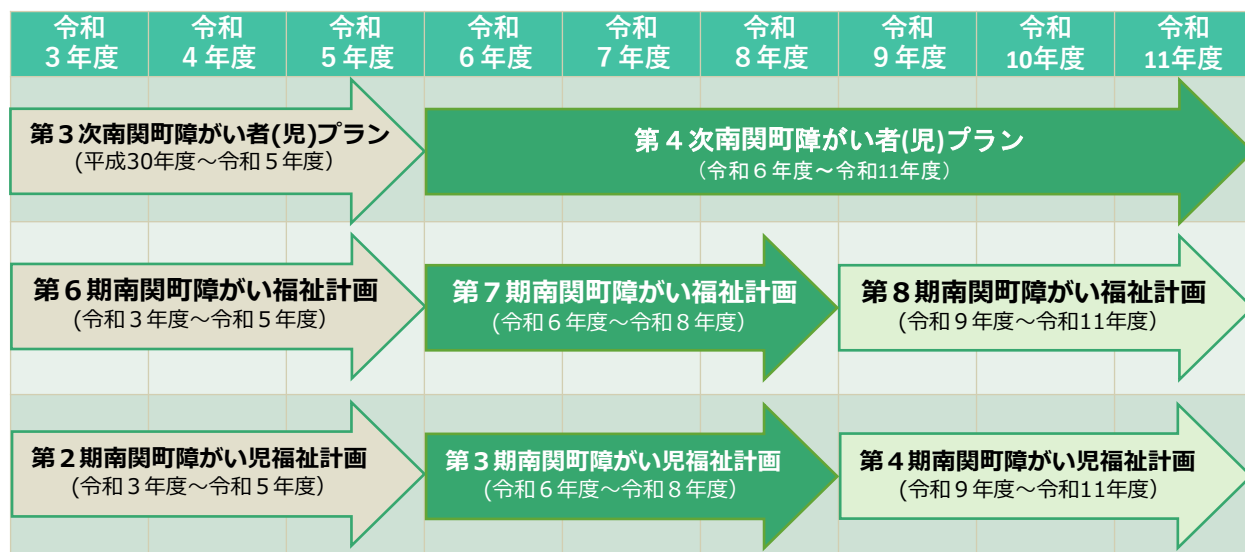 令和
３年度
令和
４年度
令和
５年度
令和
６年度
令和
７年度
令和
８年度
令和
９年度
令和
10年度
令和
11年度
第３次南関町障がい者(児)プラン
(平成30年度～令和５年度）
第４次南関町障がい者(児)プラン
（令和６年度～令和11年度）
第６期南関町障がい福祉計画
(令和３年度～令和５年度）
第７期南関町障がい福祉計画
(令和６年度～令和８年度）
第８期南関町障がい福祉計画
(令和９年度～令和11年度）
第２期南関町障がい児福祉計画
(令和３年度～令和５年度）
第３期南関町障がい児福祉計画
(令和６年度～令和８年度）
第４期南関町障がい児福祉計画
(令和９年度～令和11年度）